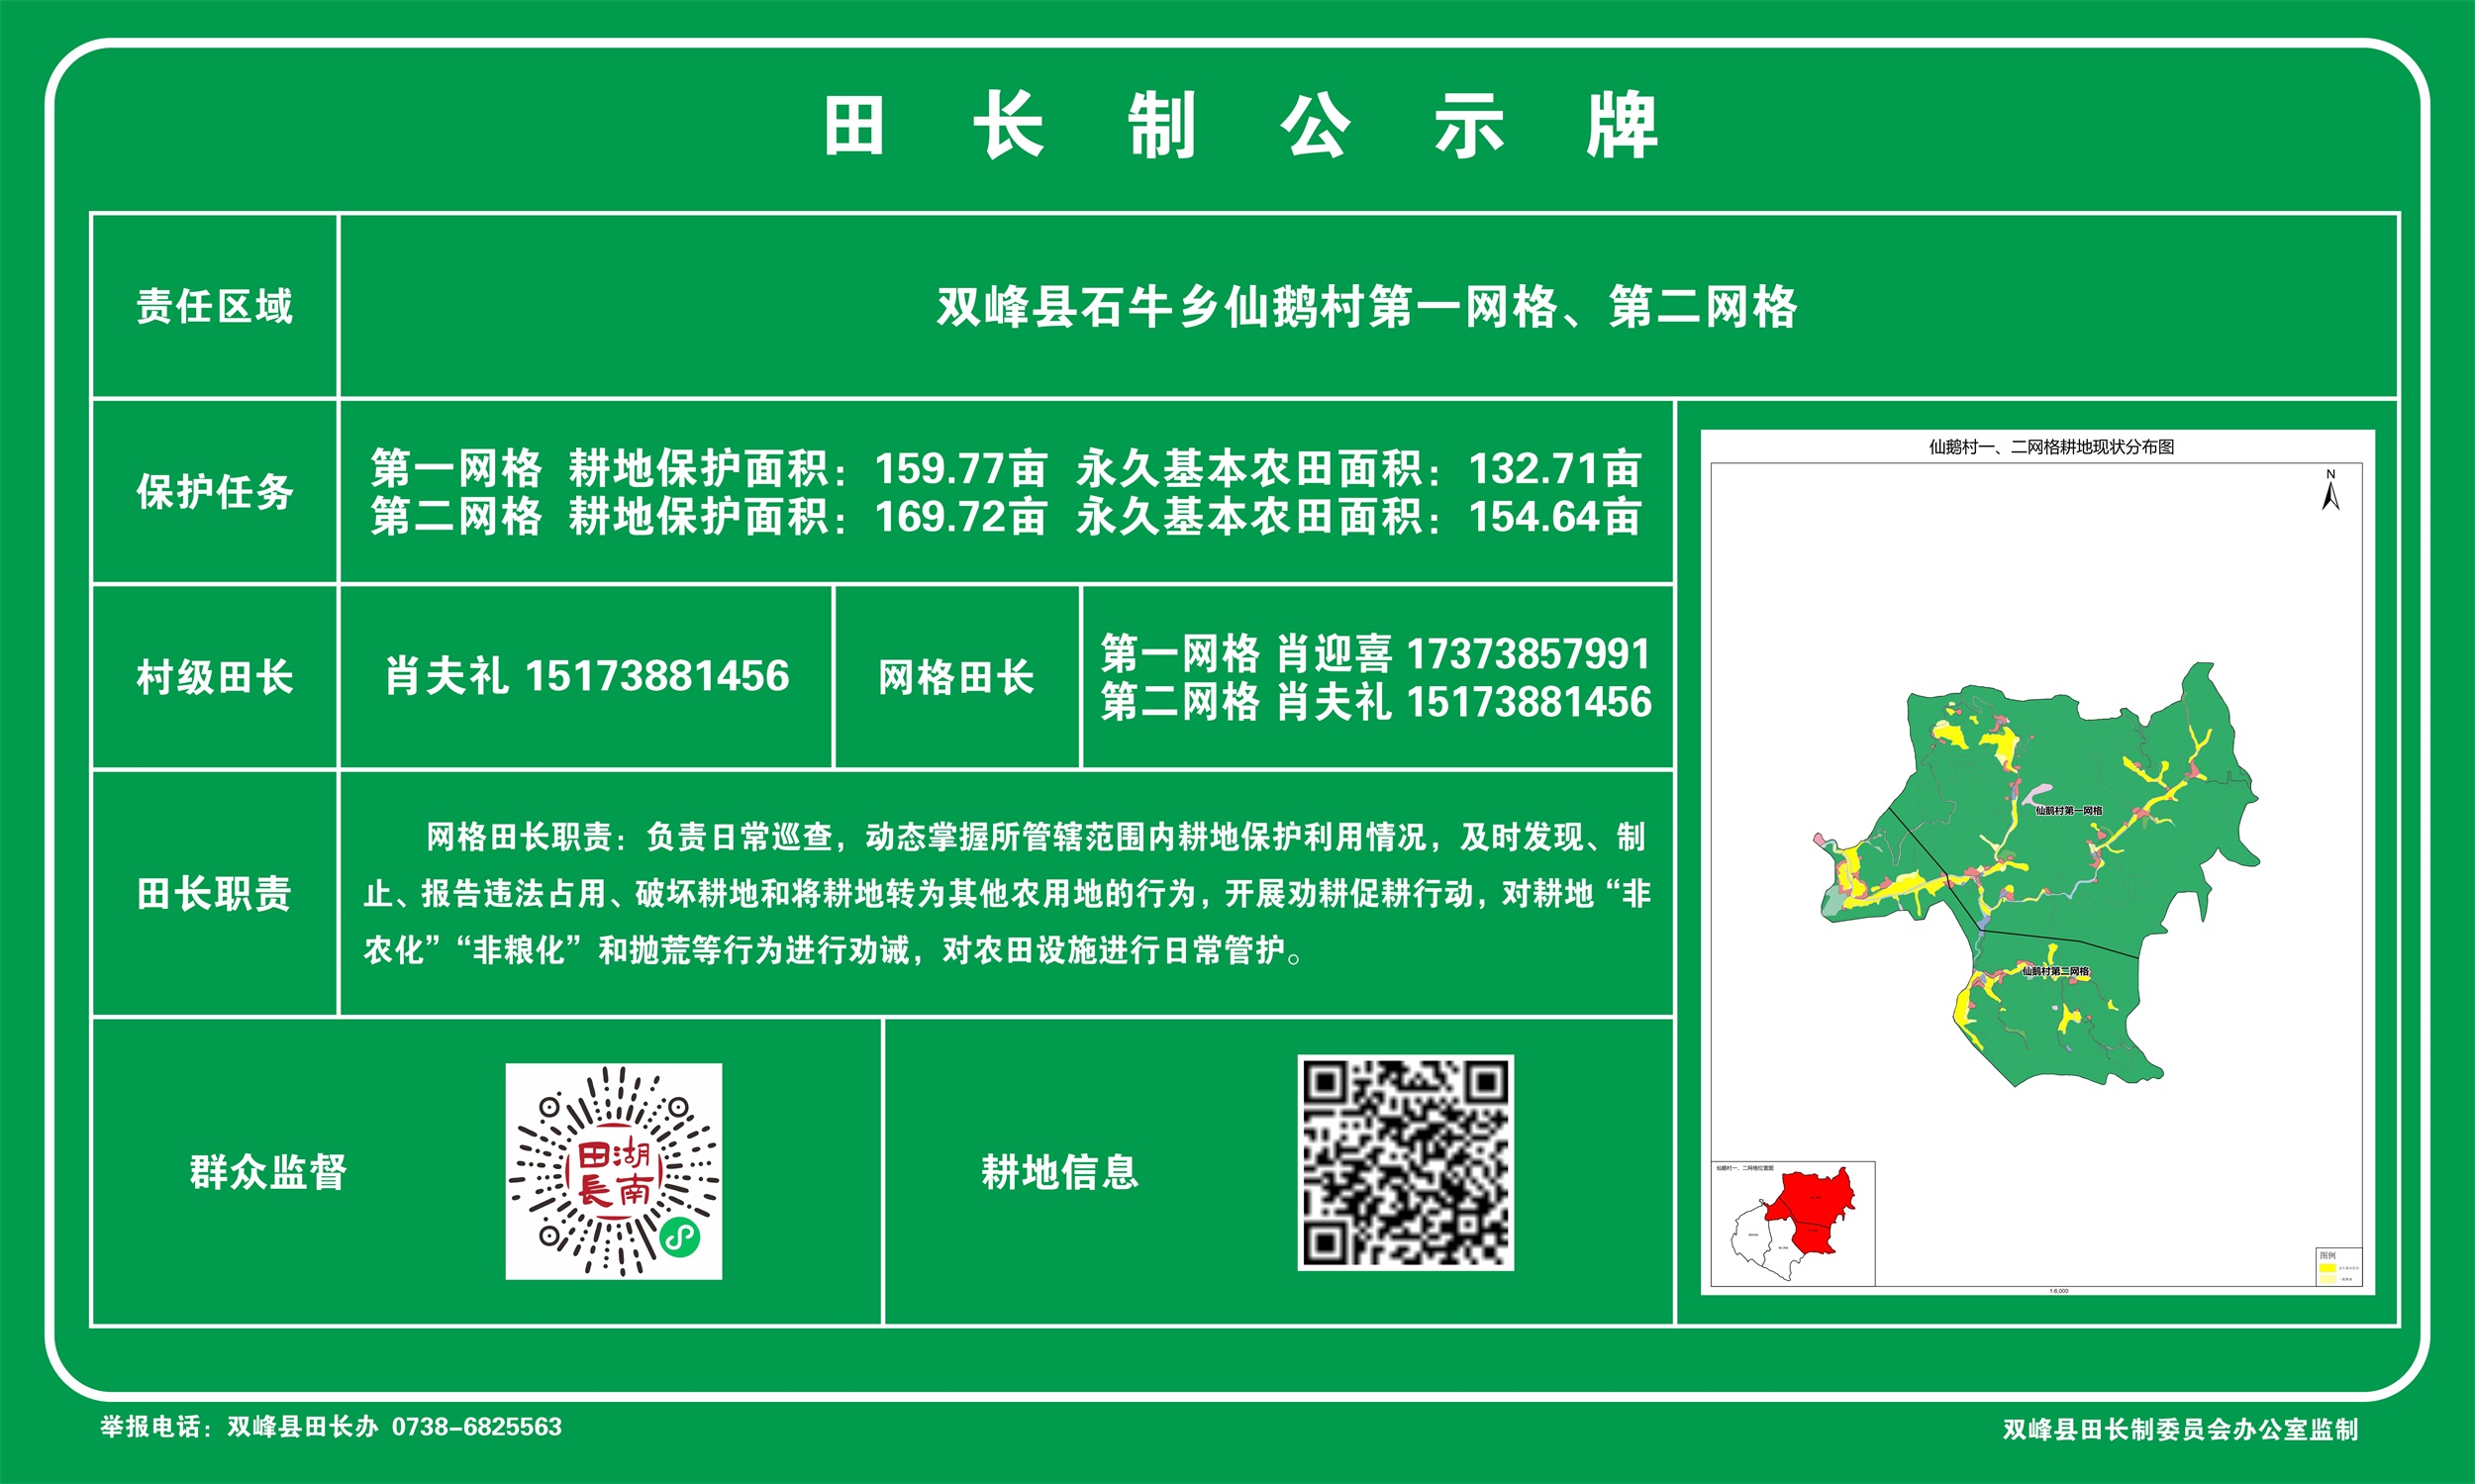 田长制公示牌
责任区域
双峰县石牛乡仙鹅村第一网格、第二网格
保护任务
第一网格 耕地保护面积：159.77亩 永久基本农田面积：132.71亩
第二网格 耕地保护面积：169.72亩 永久基本农田面积：154.64亩
村级田长
肖夫礼 15173881456
网格田长
第一网格 肖迎喜 17373857991
第二网格 肖夫礼 15173881456
田长职责
网格田长职责：负责日常巡查，动态掌握所管辖范围内耕地保护利用情况，及时发现、制
止、报告违法占用、破坏耕地和将耕地转为其他农用地的行为，开展劝耕促耕行动，对耕地“非
农化”“非粮化”和抛荒等行为进行劝诫，对农田设施进行日常管护。
群众监督
湖南
田長
耕地信息
仙鹅村一、二网格耕地现状分布图
N
仙鹅村第一网格
仙鹅村第二网格
仙鹅村一、二网格位置图
图例
1:6,000
举报电话：双峰县田长办 0738-6825563
双峰县田长制委员会办公室监制